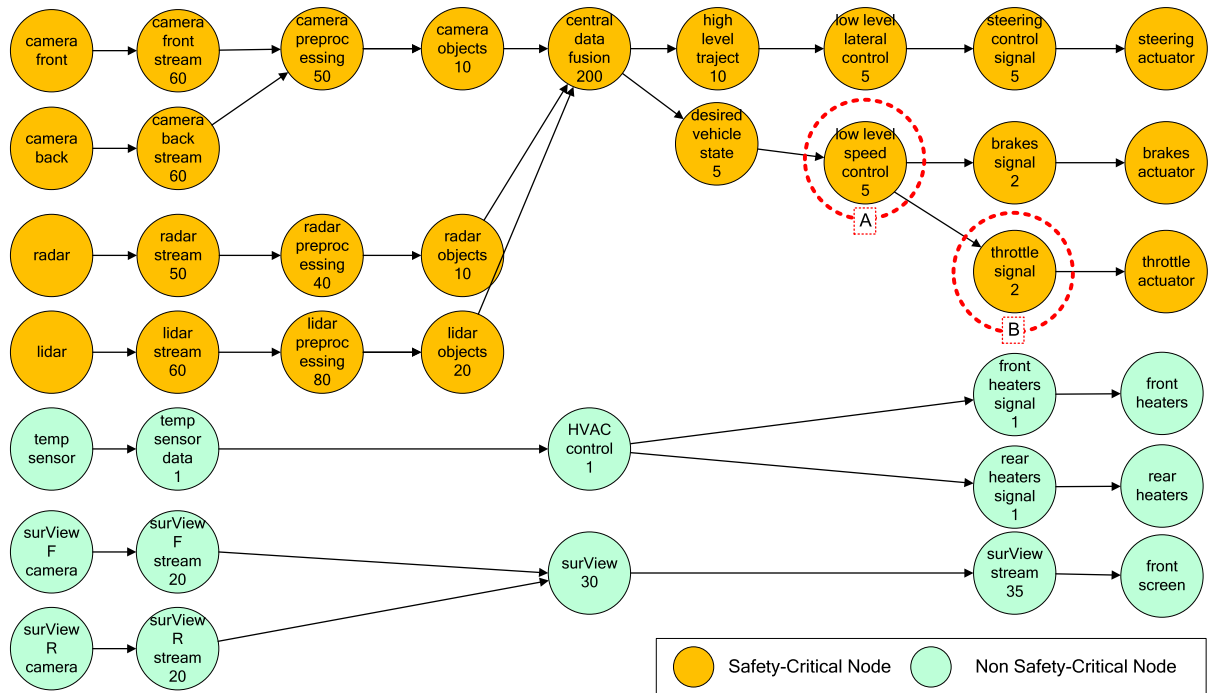 camera
front
camera
front
stream
60
camera
preproc
essing
50
camera
objects
10
central
data
fusion
200
high
level
traject
10
low level
lateral
control
5
steering
control
signal
5
steering
actuator
camera
back
camera
back
stream
60
desired
vehicle
state
5
low level
speed
control
5
A
brakes
signal
2
brakes
actuator
radar
radar
stream
50
radar
preproc
essing
40
radar
objects
10
throttle
signal
2
B
throttle
actuator
lidar
lidar
stream
60
lidar
preproc
essing
80
lidar
objects
20
front
heaters
signal
1
front
heaters
temp
sensor
temp
sensor
data
1
HVAC
control
1
rear
heaters
signal
1
rear
heaters
surView
F
camera
surView
F
stream
20
surView
30
surView
stream
35
front
screen
surView
R
camera
surView
R
stream
20
Safety-Critical Node
Non Safety-Critical Node